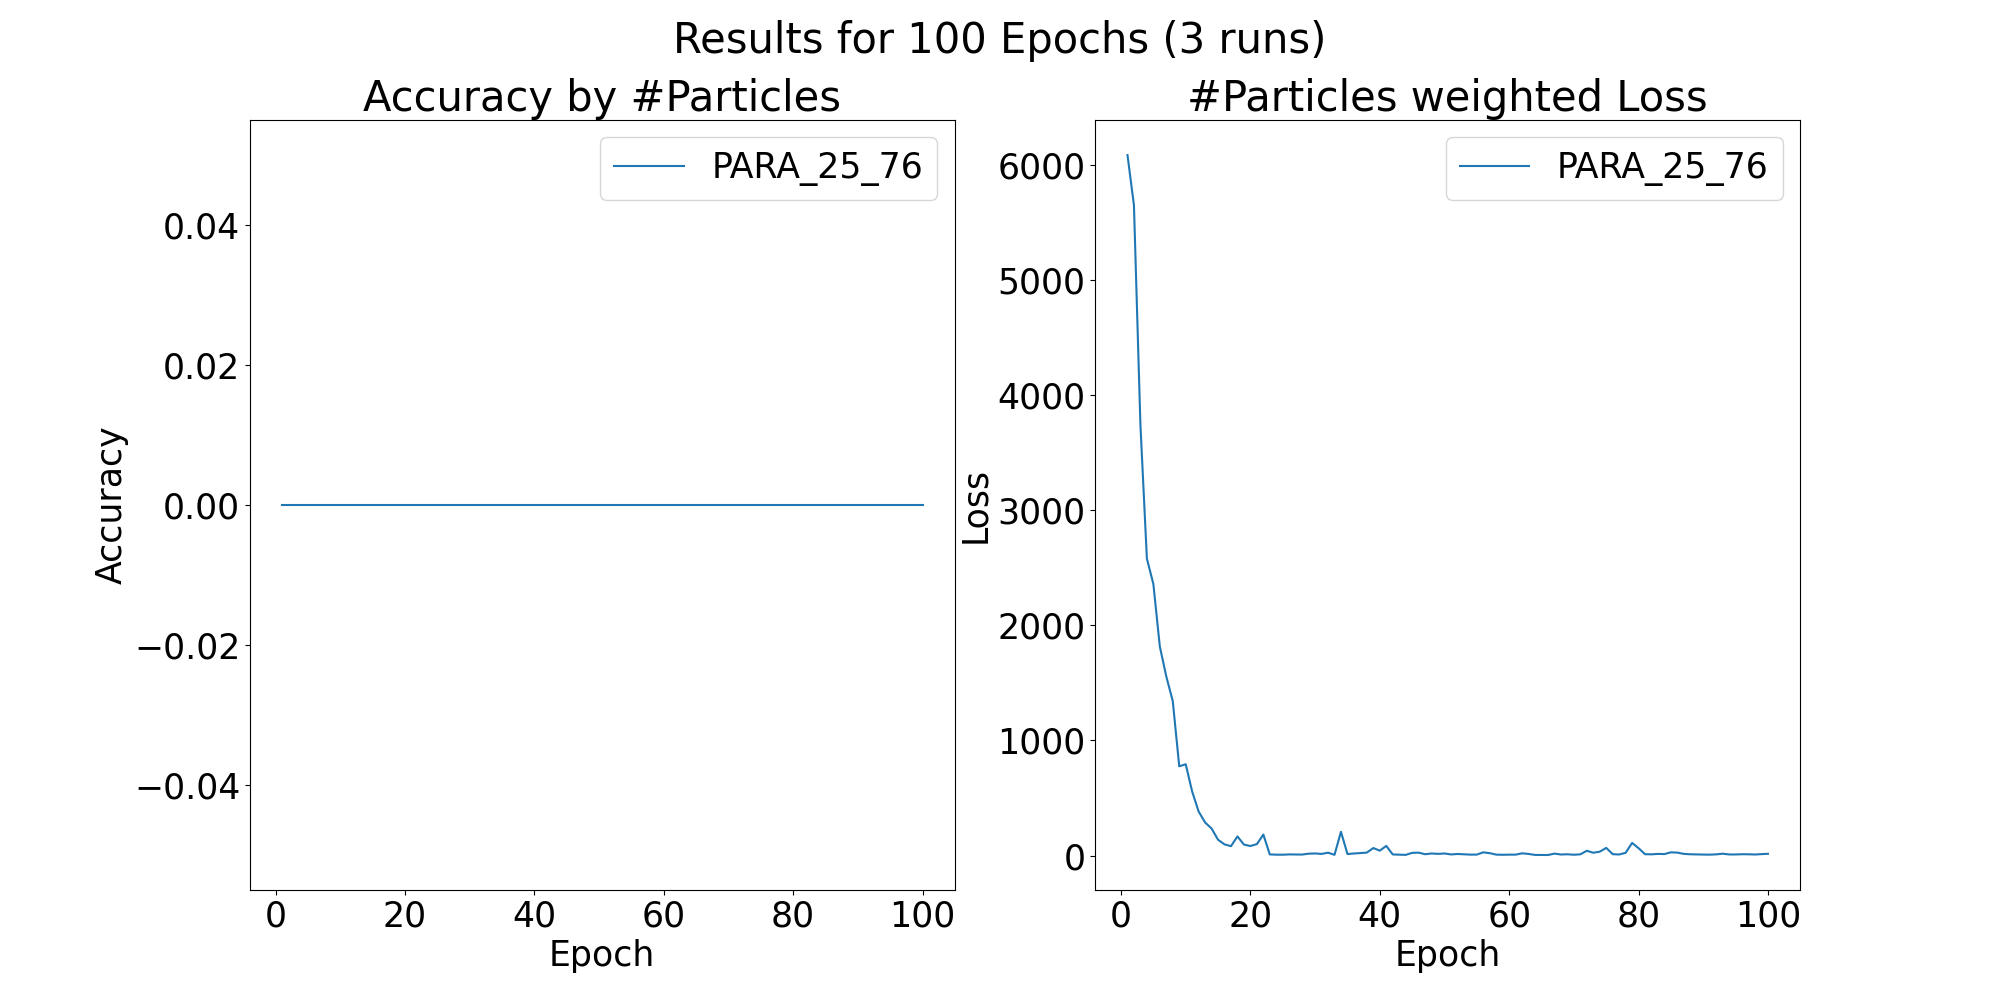 Results for 100 Epochs (3 runs)
Accuracy by #Particles
PARA_25_76
0.04
0.02
0.00
−0.02
−0.04
Accuracy
0 20 40 60 80 100
Epoch
#Particles weighted Loss
PARA_25_76
6000
5000
4000
3000
2000
1000
0
Loss
0 20 40 60 80 100
Epoch